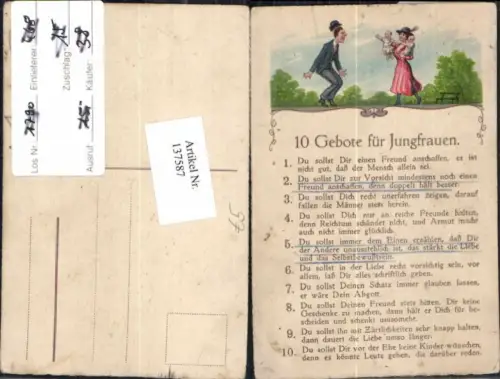 Los Nr. 7790
Einlieferer
Zuschlag
Ausruf
Käufer
Artikel Nr.
137587
10 Gebote für Jungfrauen.
1. Du sollst Dir einen Freund anschaffen, es ist
nicht gut, daß der Mensch allein sei.
2. Du sollst Dir zur Vorsicht mindestens noch einen
Freund anschaffen, denn doppelt hält besser.
3. Du sollst Dich recht unerfahren zeigen, darauf
fallen die Männer stets herein.
4. Du sollst Dich nur an reiche Freunde halten,
denn Reichtum schändet nicht, und Armut macht
auch nicht immer glücklich.
5. Du sollst immer dem Einen erzählen, daß Dir
der Andere unausstehlich ist, das stärkt die Liebe
und das Selbstbewußtsein.
6. Du sollst in der Liebe recht vorsichtig sein, vor
allem, laß Dir alles schriftlich geben.
7. Du sollst Deinen Schatz immer glauben lassen,
er wäre Dein Abgott.
8. Du sollst Deinen Freund stets bitten, Dir keine
Geschenke zu machen, dann hält er Dich für be-
scheiden und schenkt unausgesetzt.
9. Du sollst ihn mit Zärtlichkeiten sehr knapp halten,
dann dauert die Liebe umso länger.
10. Du sollst Dir vor der Ehe keine Kinder wünschen,
denn es könnte Leute geben, die darüber reden.